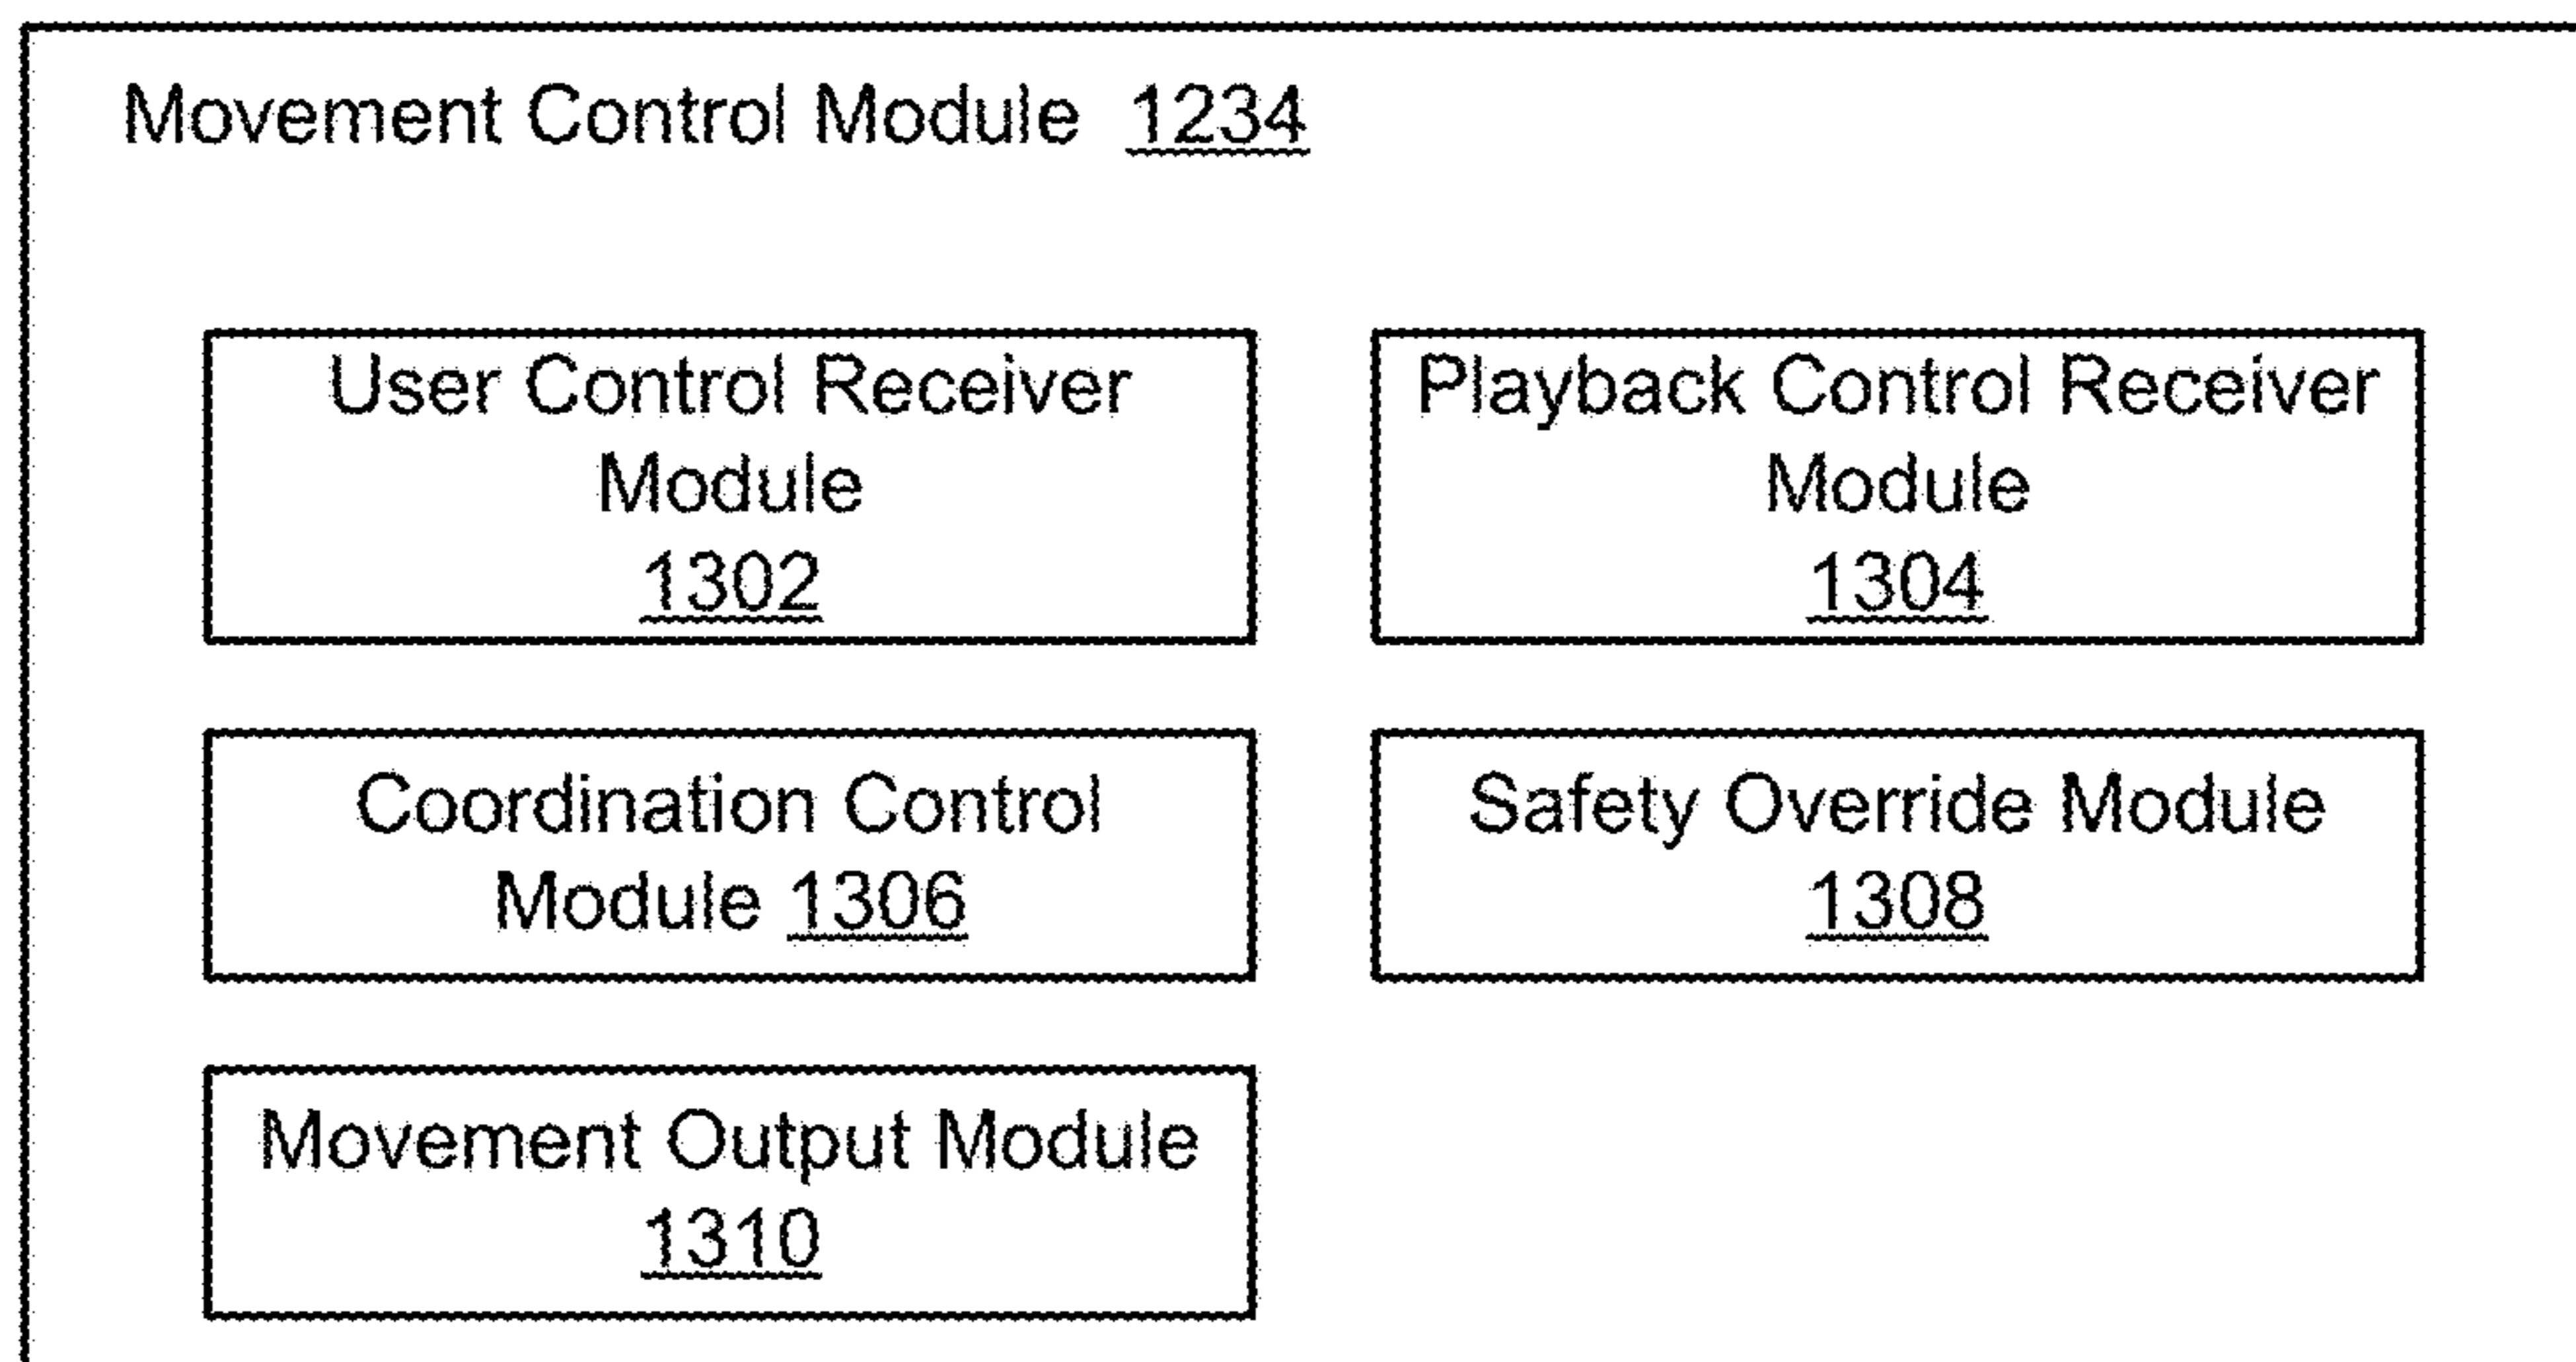 Movement Control Module 1234
User Control Receiver
Module
1302
Playback Control Receiver
Module
1304
Coordination Control
Module 1306
Safety Override Module
1308
Movement Output Module
1310